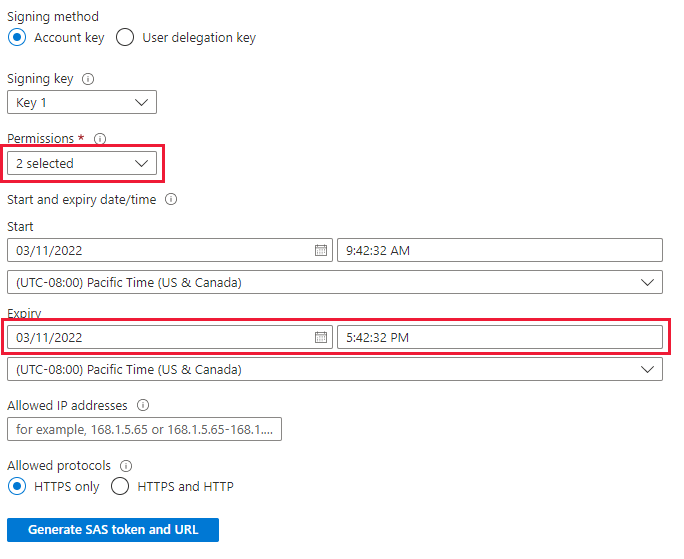 Signing method
Account key User delegation key
Signing key
Key 1
Permissions *
2 selected
Start and expiry date/time
Start
03/11/2022 9:42:32 AM
(UTC-08:00) Pacific Time (US & Canada)
Expiry
03/11/2022 5:42:32 PM
(UTC-08:00) Pacific Time (US & Canada)
Allowed IP addresses
for example, 168.1.5.65 or 168.1.5.65-168.1....
Allowed protocols
HTTPS only HTTPS and HTTP
Generate SAS token and URL